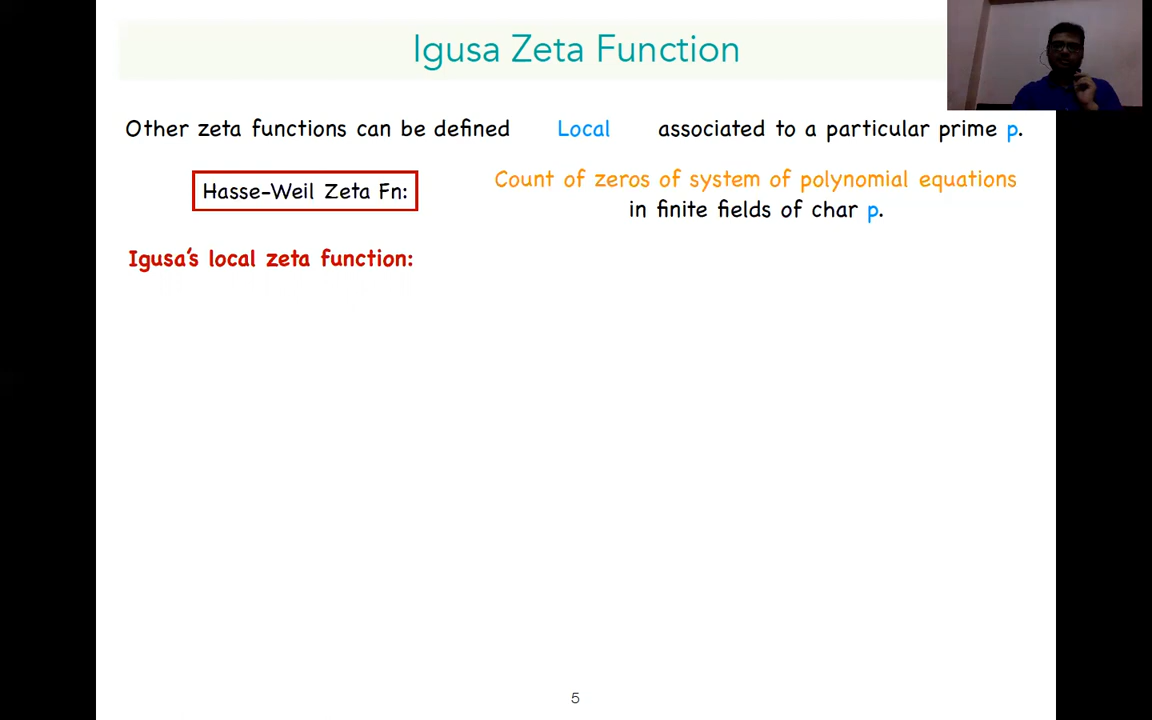 Igusa Zeta Function
Other zeta functions can be defined Local associated to a particular prime p.
Hasse-Weil Zeta Fn:
Count of zeros of system of polynomial equations
in finite fields of char p.
Igusa's local zeta function:
5